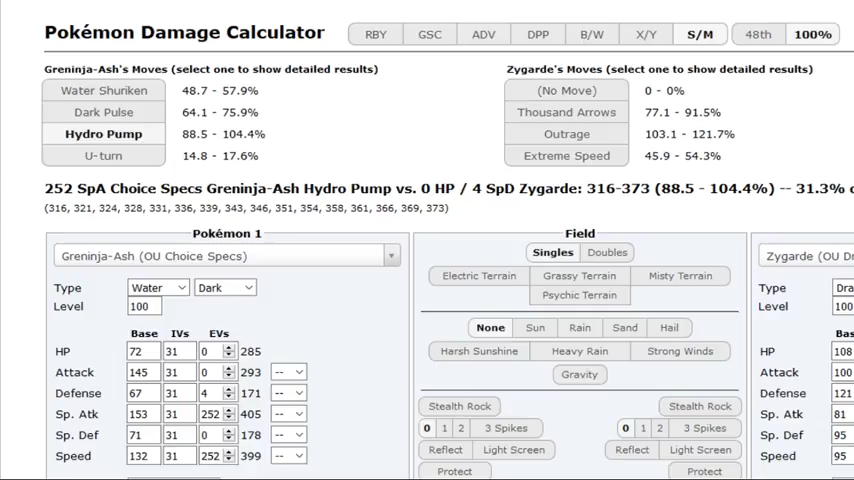 Pokémon Damage Calculator RBY GSC ADV DPP B/W X/Y S/M 48th 100%
Greninja-Ash's Moves (select one to show detailed results) Zygarde's Moves (select one to show detailed results)
Water Shuriken 48.7 - 57.9% (No Move) 0 - 0%
Dark Pulse 64.1 - 75.9% Thousand Arrows 77.1 - 91.5%
Hydro Pump 88.5 - 104.4% Outrage 103.1 - 121.7%
U-turn 14.8 - 17.6% Extreme Speed 45.9 - 54.3%
252 SpA Choice Specs Greninja-Ash Hydro Pump vs. 0 HP / 4 SpD Zygarde: 316-373 (88.5 - 104.4%) -- 31.3% o
(316, 321, 324, 328, 331, 336, 339, 343, 346, 351, 354, 358, 361, 366, 369, 373)
Pokémon 1 Field
Greninja-Ash (OU Choice Specs) Singles Doubles Zygarde (OU Dr
Electric Terrain Grassy Terrain Misty Terrain
Type Water Dark Psychic Terrain Type Dra
Level 100 Level 100
None Sun Rain Sand Hail
Base IVs EVs Base
HP 72 31 0 285 Harsh Sunshine Heavy Rain Strong Winds HP 108
Attack 145 31 0 293 -- Gravity Attack 100
Defense 67 31 4 171 -- Defense 121
Stealth Rock Stealth Rock
Sp. Atk 153 31 252 405 -- Sp. Atk 81
0 1 2 3 Spikes 0 1 2 3 Spikes
Sp. Def 71 31 0 178 -- Sp. Def 95
Reflect Light Screen Reflect Light Screen
Speed 132 31 252 399 -- Speed 95
Protect Protect